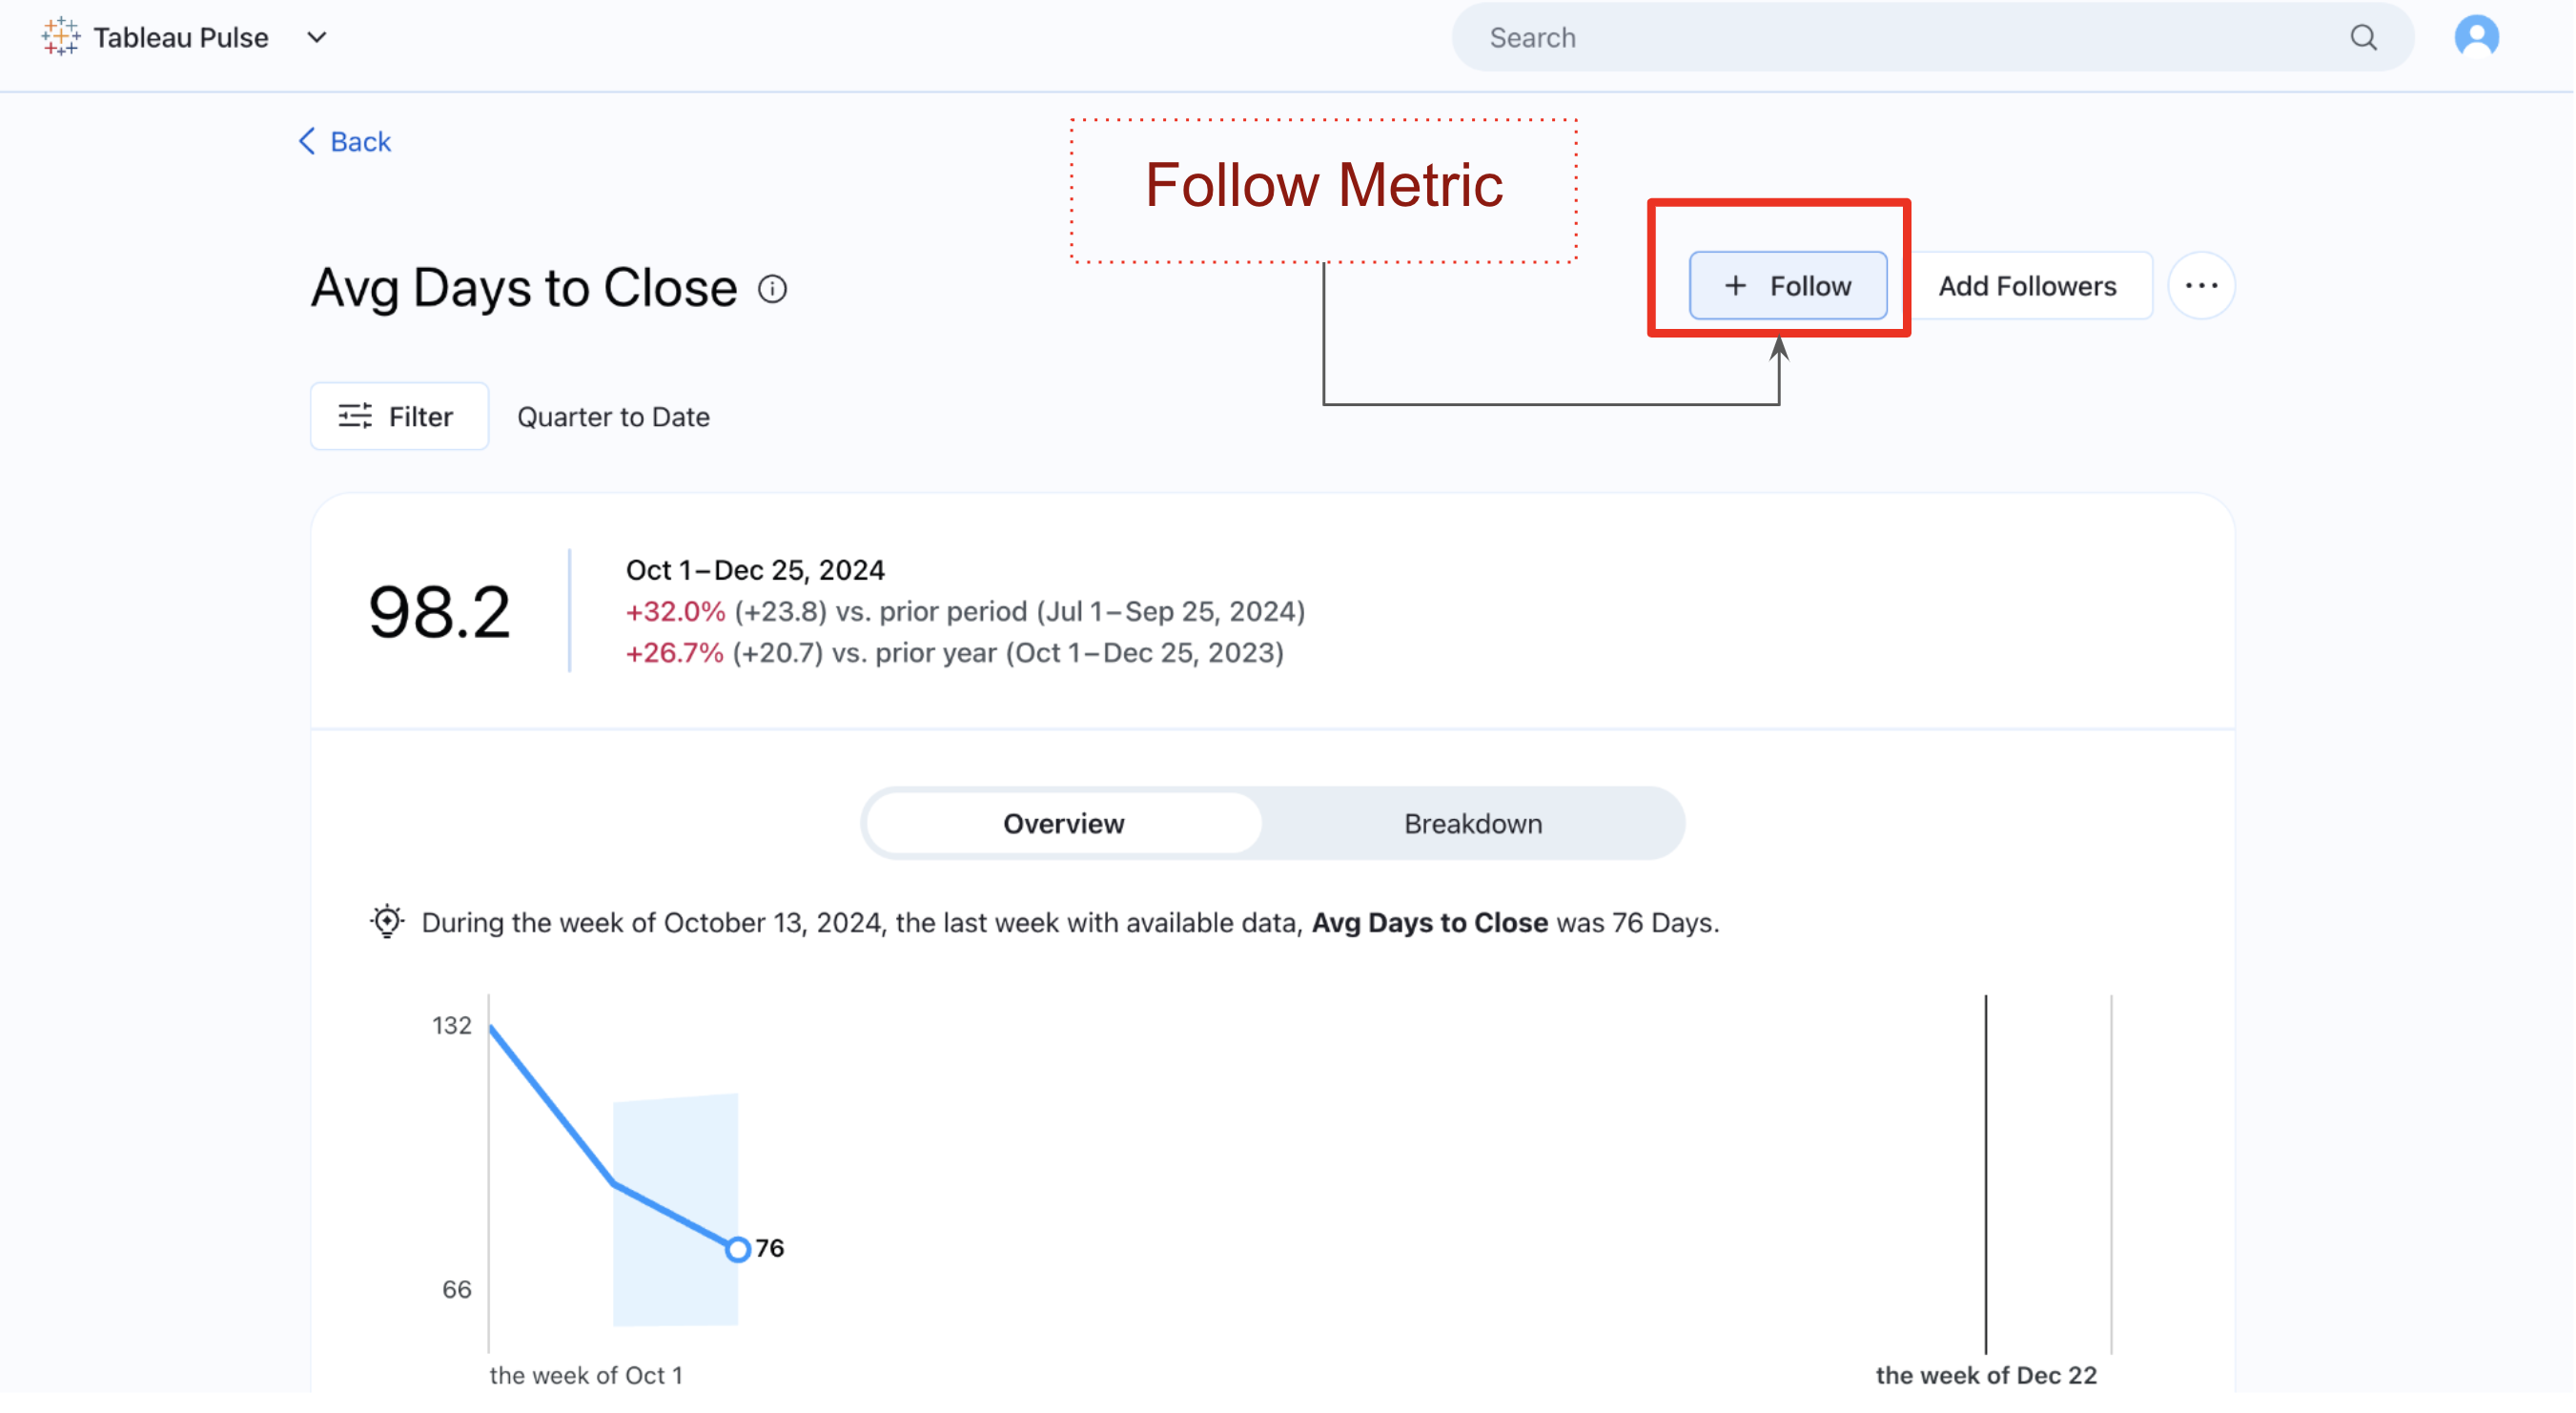 Tableau Pulse
Search
Back
Follow Metric
Avg Days to Close
+ Follow
Add Followers
Filter
Quarter to Date
98.2
Oct 1–Dec 25, 2024
+32.0% (+23.8) vs. prior period (Jul 1–Sep 25, 2024)
+26.7% (+20.7) vs. prior year (Oct 1–Dec 25, 2023)
Overview
Breakdown
During the week of October 13, 2024, the last week with available data, Avg Days to Close was 76 Days.
132
76
66
the week of Oct 1
the week of Dec 22